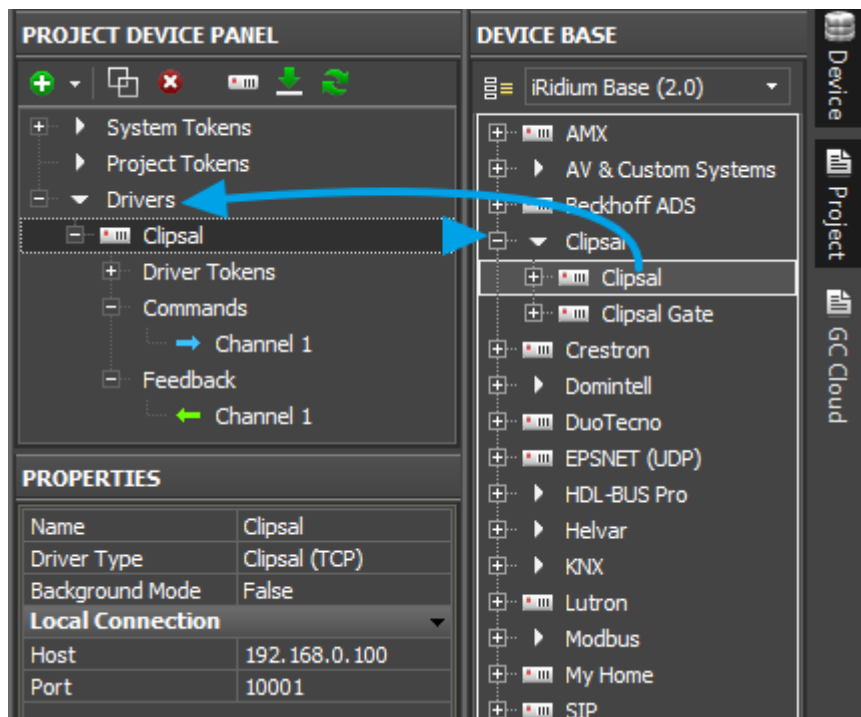 PROJECT DEVICE PANEL
System Tokens
Project Tokens
Drivers
Clipsal
Driver Tokens
Commands
Channel 1
Feedback
Channel 1
PROPERTIES
Name Clipsal
Driver Type Clipsal (TCP)
Background Mode False
Local Connection
Host 192.168.0.100
Port 10001
DEVICE BASE
iRidium Base (2.0)
AMX
AV & Custom Systems
Beckhoff ADS
Clipsal
Clipsal
Clipsal Gate
Crestron
Domintell
DuoTecno
EPSNET (UDP)
HDL-BUS Pro
Helvar
KNX
Lutron
Modbus
My Home
SIP
Device
Project
GC Cloud